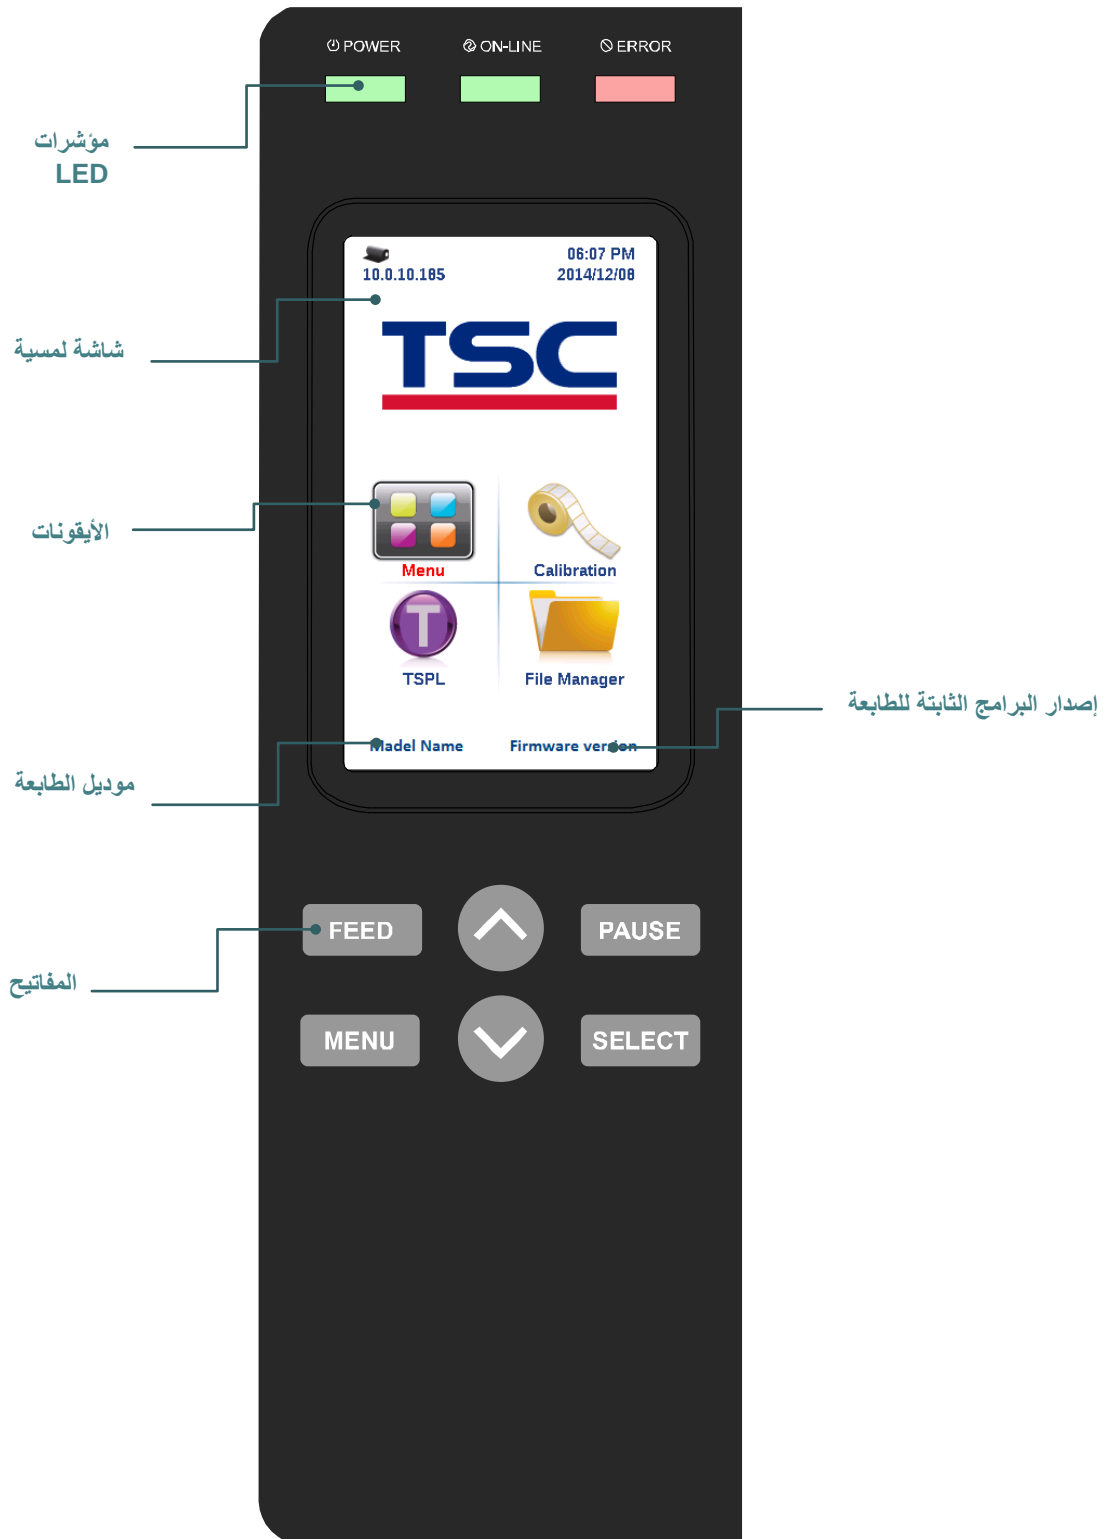 POWER ON-LINE ERROR
مؤشرات
LED
06:07 PM
10.0.10.185 2014/12/08
TSC
شاشة لمسية
الأيقونات
Menu Calibration
TSPL File Manager
إصدار البرامج الثابتة للطابعة
Madel Name Firmware version
موديل الطابعة
FEED PAUSE
المفاتيح
MENU SELECT